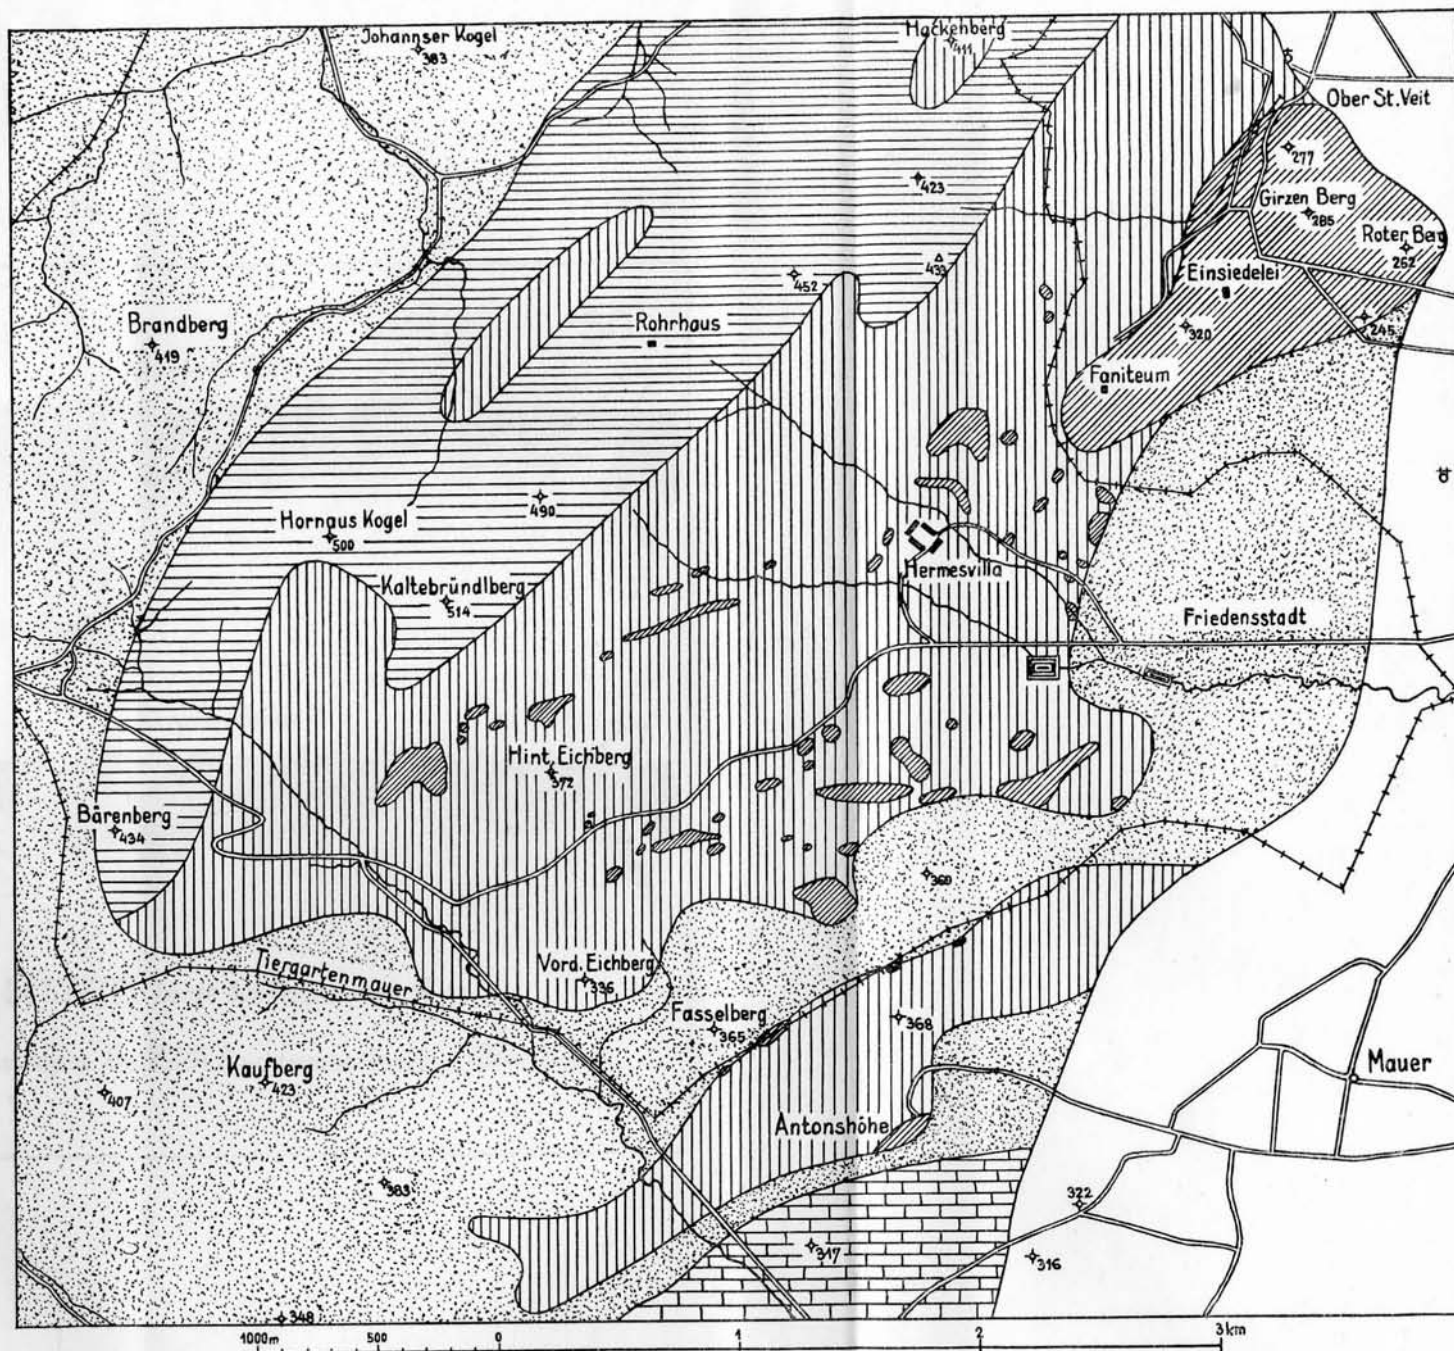 Johannser Kogel
383
Hackenberg
411
Ober St. Veit
277
423
Girzen Berg
285
Roter Berg
262
433
452
Einsiedelei
Rohrhaus
320
245
Brandberg
419
Faniteum
490
Hornaus Kogel
500
Hermesvilla
Kaltebründlberg
514
Friedensstadt
Hint. Eichberg
372
Bärenberg
434
360
Tiergartenmauer
Vord. Eichberg
336
Fasselberg
365
368
Kaufberg
423
407
Mauer
Antonshöhe
383
322
317
316
348
1000m 500 0 1 2 3 km